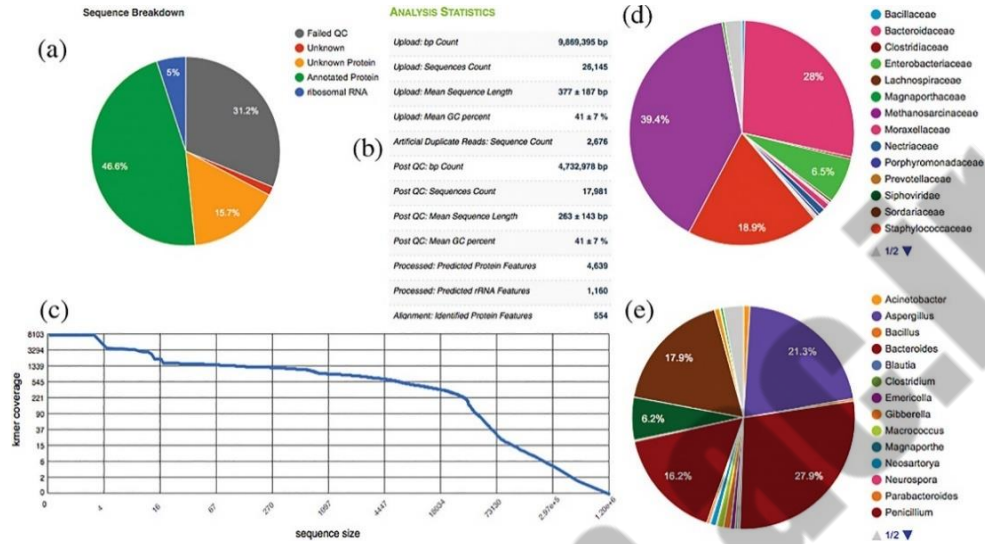 Sequence Breakdown
(a)
Failed QC
Unknown
Unknown Protein
Annotated Protein
ribosomal RNA
5%
31.2%
46.6%
15.7%
(b)
ANALYSIS STATISTICS
Upload: bp Count 9,869,395 bp
Upload: Sequences Count 26,145
Upload: Mean Sequence Length 377 ± 187 bp
Upload: Mean GC percent 41 ± 7 %
Artificial Duplicate Reads: Sequence Count 2,676
Post QC: bp Count 4,732,978 bp
Post QC: Sequences Count 17,981
Post QC: Mean Sequence Length 263 ± 143 bp
Post QC: Mean GC percent 41 ± 7 %
Processed: Predicted Protein Features 4,639
Processed: Predicted rRNA Features 1,160
Alignment: Identified Protein Features 554
(d)
28%
39.4%
6.5%
18.9%
Bacillaceae
Bacteroidaceae
Clostridiaceae
Enterobacteriaceae
Lachnospiraceae
Magnaporthaceae
Methanosarcinaceae
Moraxellaceae
Nectriaceae
Porphyromonadaceae
Prevotellaceae
Siphoviridae
Sordariaceae
Staphylococcaceae
▲ 1/2 ▼
(c)
kmer coverage
8103
3294
1339
545
221
90
37
15
6
2
0
0 4 16 67 270 1097 4447 18024 73130 2.97e+5 1.20e+6
sequence size
(e)
17.9%
21.3%
6.2%
16.2%
27.9%
Acinetobacter
Aspergillus
Bacillus
Bacteroides
Blautia
Clostridium
Emericella
Gibberella
Macrococcus
Magnaporthe
Neosartorya
Neurospora
Parabacteroides
Penicillium
▲ 1/2 ▼